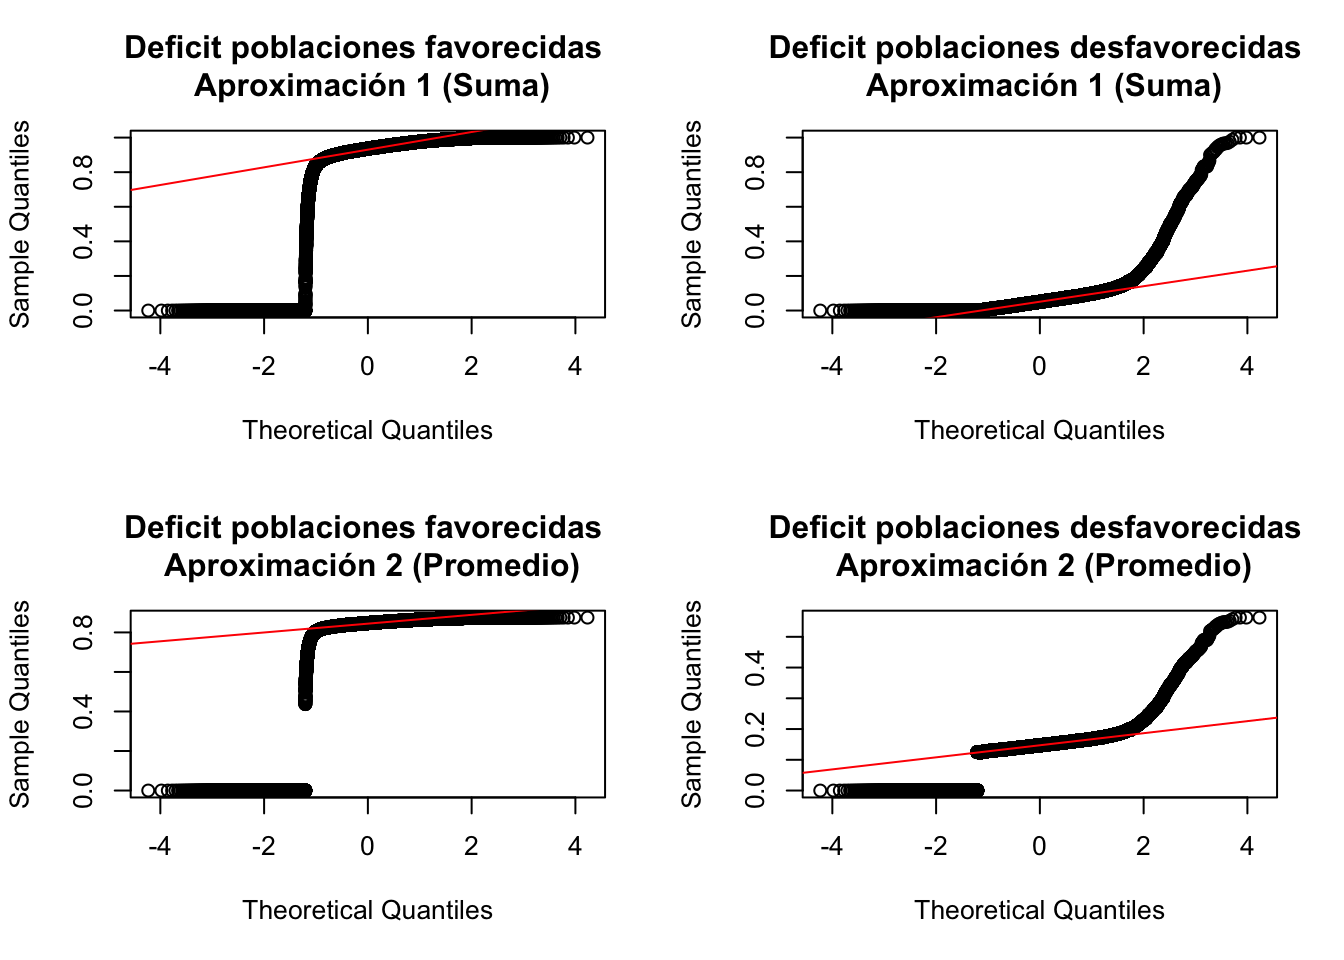 Deficit poblaciones favorecidas
Aproximación 1 (Suma)
Sample Quantiles
0.0 0.4 0.8
-4 -2 0 2 4
Theoretical Quantiles
Deficit poblaciones desfavorecidas
Aproximación 1 (Suma)
Sample Quantiles
0.0 0.4 0.8
-4 -2 0 2 4
Theoretical Quantiles
Deficit poblaciones favorecidas
Aproximación 2 (Promedio)
Sample Quantiles
0.0 0.4 0.8
-4 -2 0 2 4
Theoretical Quantiles
Deficit poblaciones desfavorecidas
Aproximación 2 (Promedio)
Sample Quantiles
0.0 0.2 0.4
-4 -2 0 2 4
Theoretical Quantiles